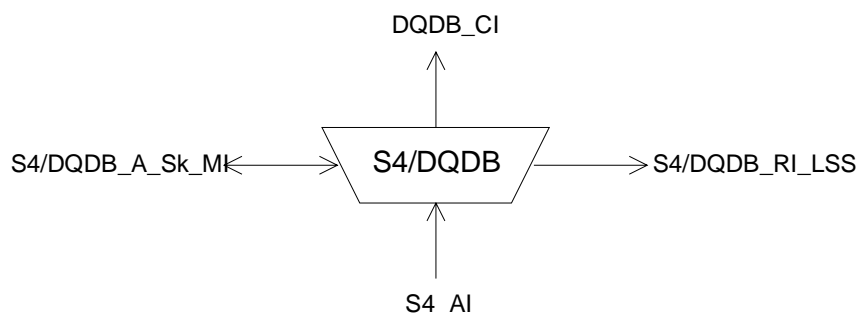 DQDB_CI
S4/DQDB_A_Sk_MI
S4/DQDB
S4/DQDB_RI_LSS
S4_AI